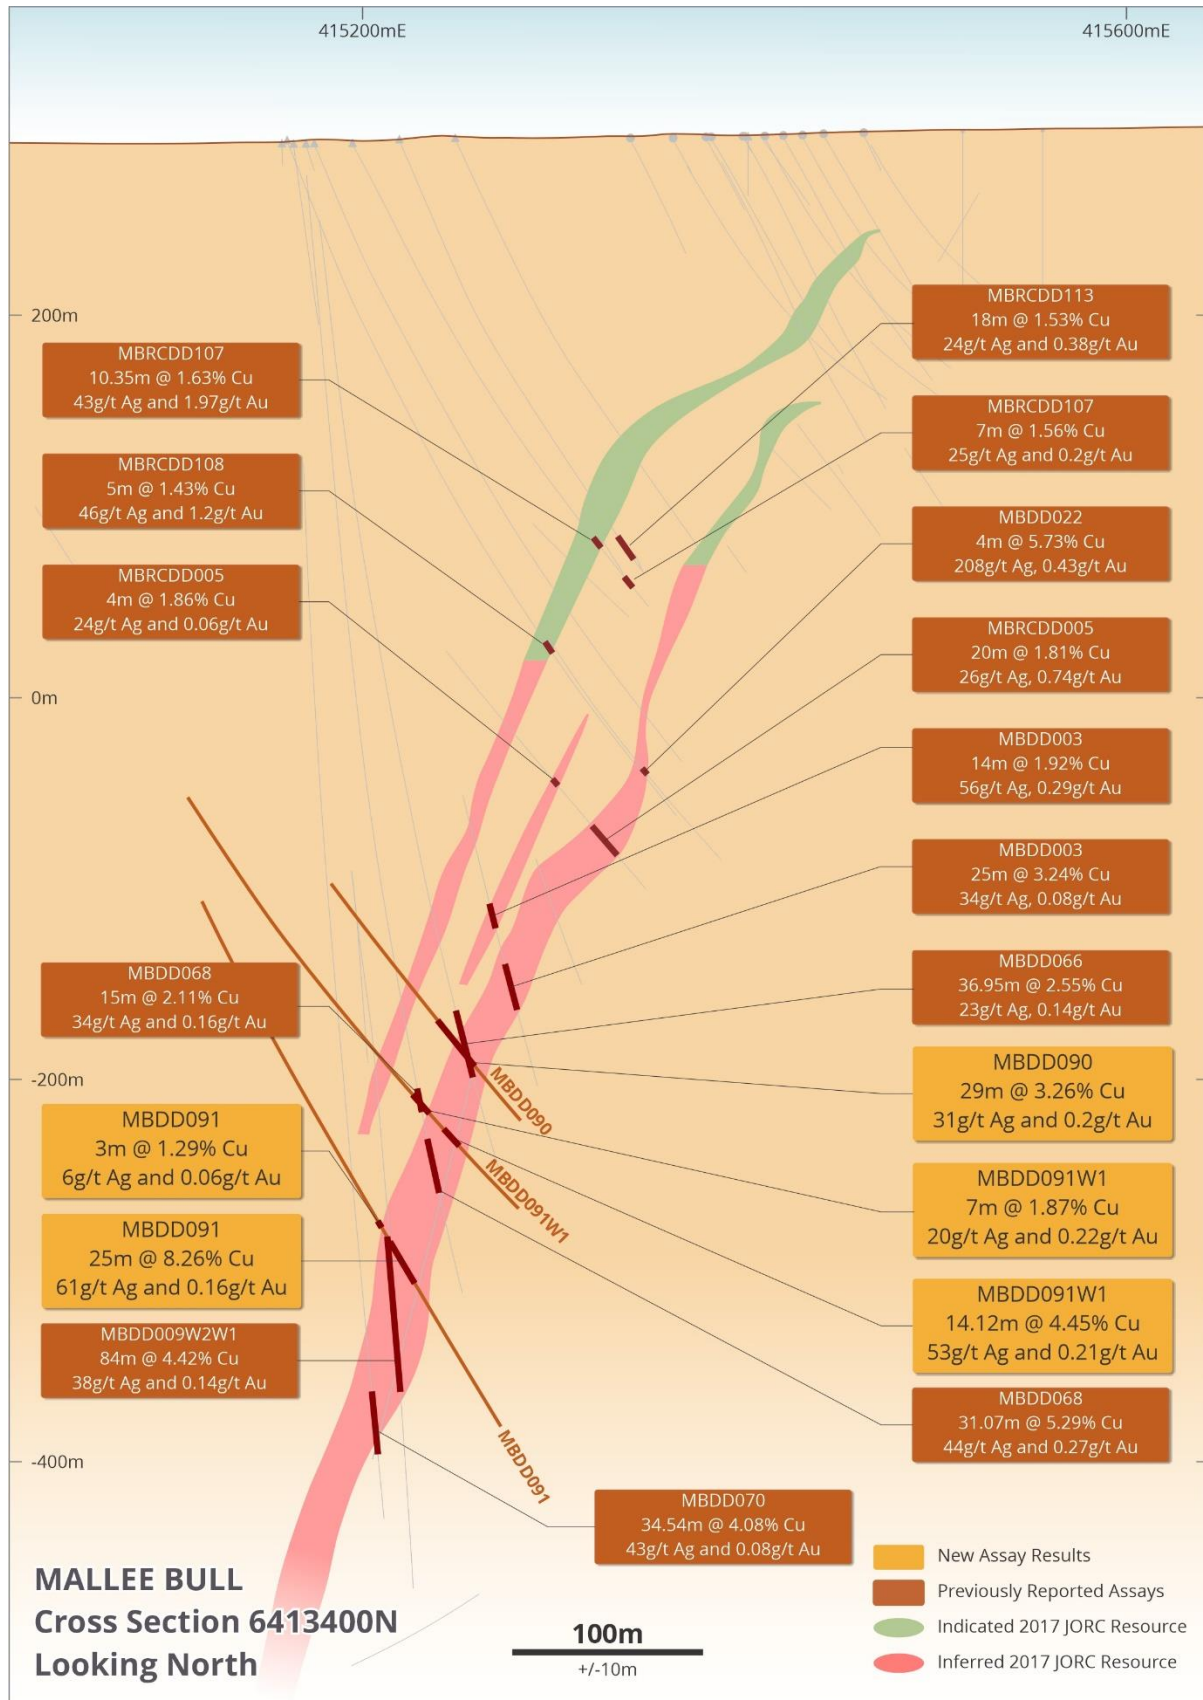 415200mE
415600mE
200m
0m
-200m
-400m
MBRCDD107
10.35m @ 1.63% Cu
43g/t Ag and 1.97g/t Au
MBRCDD108
5m @ 1.43% Cu
46g/t Ag and 1.2g/t Au
MBRCDD005
4m @ 1.86% Cu
24g/t Ag and 0.06g/t Au
MBDD068
15m @ 2.11% Cu
34g/t Ag and 0.16g/t Au
MBDD091
3m @ 1.29% Cu
6g/t Ag and 0.06g/t Au
MBDD091
25m @ 8.26% Cu
61g/t Ag and 0.16g/t Au
MBDD009W2W1
84m @ 4.42% Cu
38g/t Ag and 0.14g/t Au
MBRCDD113
18m @ 1.53% Cu
24g/t Ag and 0.38g/t Au
MBRCDD107
7m @ 1.56% Cu
25g/t Ag and 0.2g/t Au
MBDD022
4m @ 5.73% Cu
208g/t Ag, 0.43g/t Au
MBRCDD005
20m @ 1.81% Cu
26g/t Ag, 0.74g/t Au
MBDD003
14m @ 1.92% Cu
56g/t Ag, 0.29g/t Au
MBDD003
25m @ 3.24% Cu
34g/t Ag, 0.08g/t Au
MBDD066
36.95m @ 2.55% Cu
23g/t Ag, 0.14g/t Au
MBDD090
29m @ 3.26% Cu
31g/t Ag and 0.2g/t Au
MBDD091W1
7m @ 1.87% Cu
20g/t Ag and 0.22g/t Au
MBDD091W1
14.12m @ 4.45% Cu
53g/t Ag and 0.21g/t Au
MBDD068
31.07m @ 5.29% Cu
44g/t Ag and 0.27g/t Au
MBDD090
MBDD091W1
MBDD091
MBDD070
34.54m @ 4.08% Cu
43g/t Ag and 0.08g/t Au
MALLEE BULL
Cross Section 6413400N
Looking North
100m
+/-10m
New Assay Results
Previously Reported Assays
Indicated 2017 JORC Resource
Inferred 2017 JORC Resource